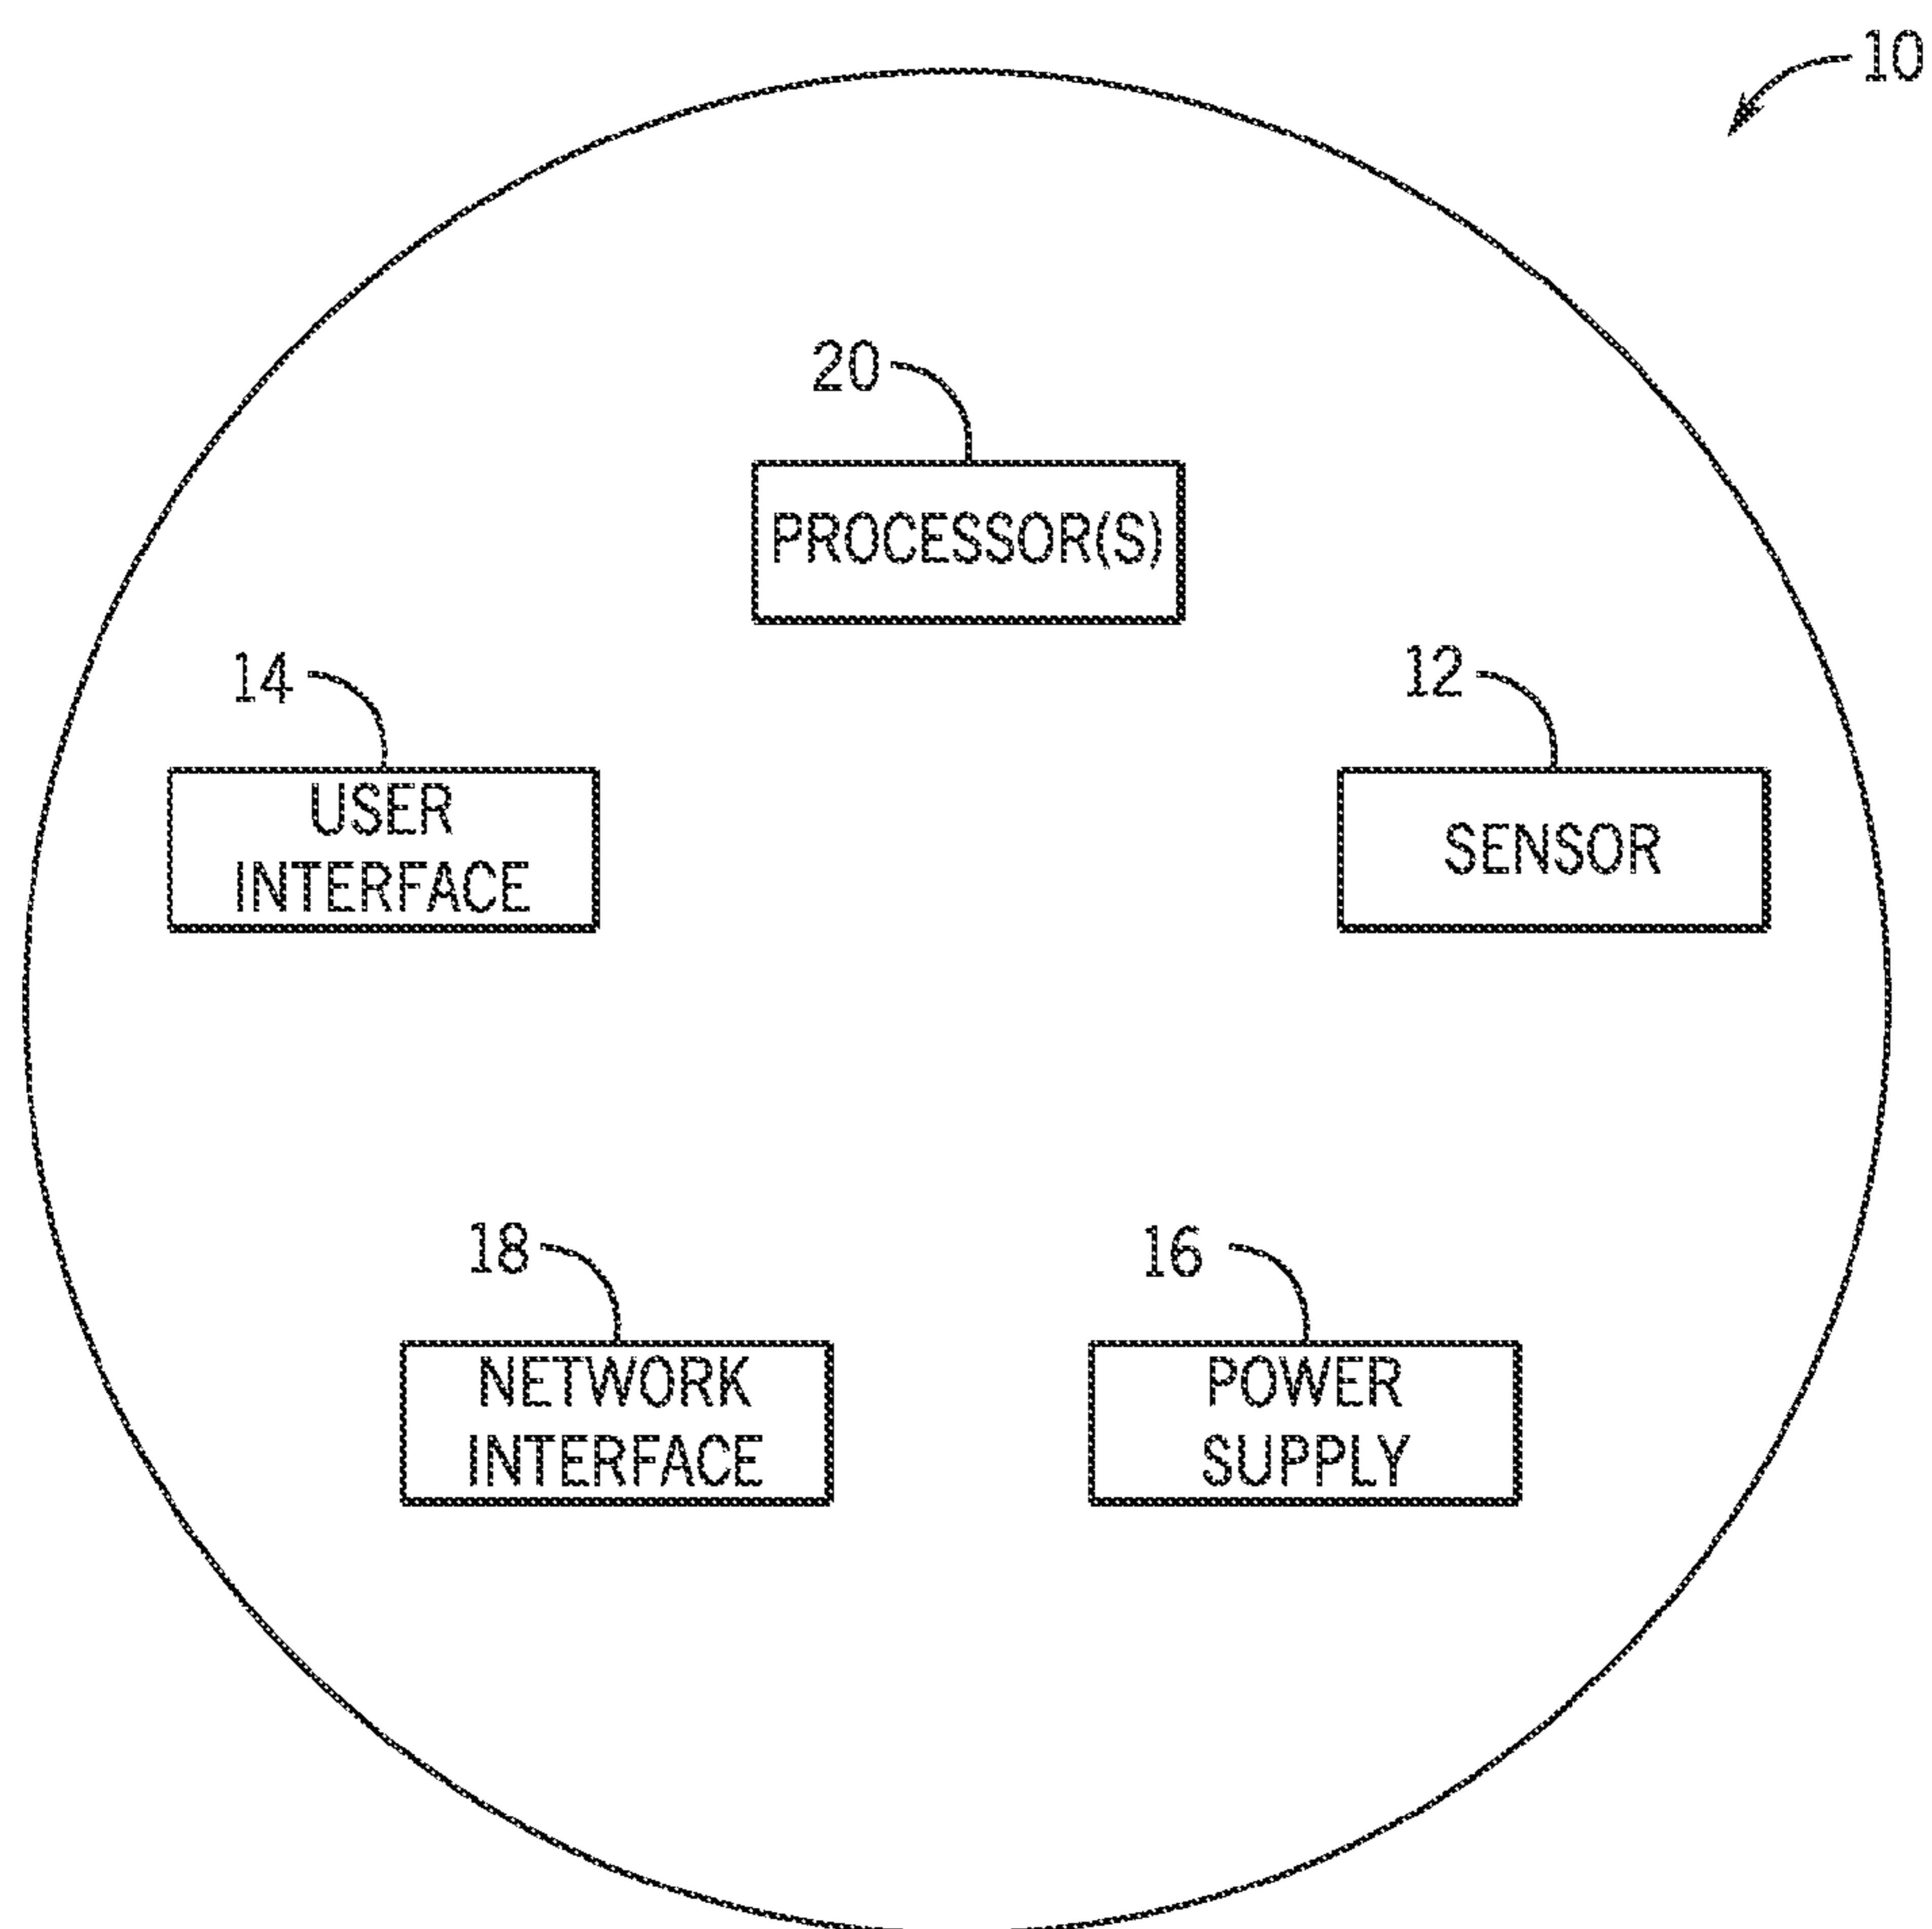 10
20
PROCESSOR(S)
14
USER
INTERFACE
12
SENSOR
18
NETWORK
INTERFACE
16
POWER
SUPPLY